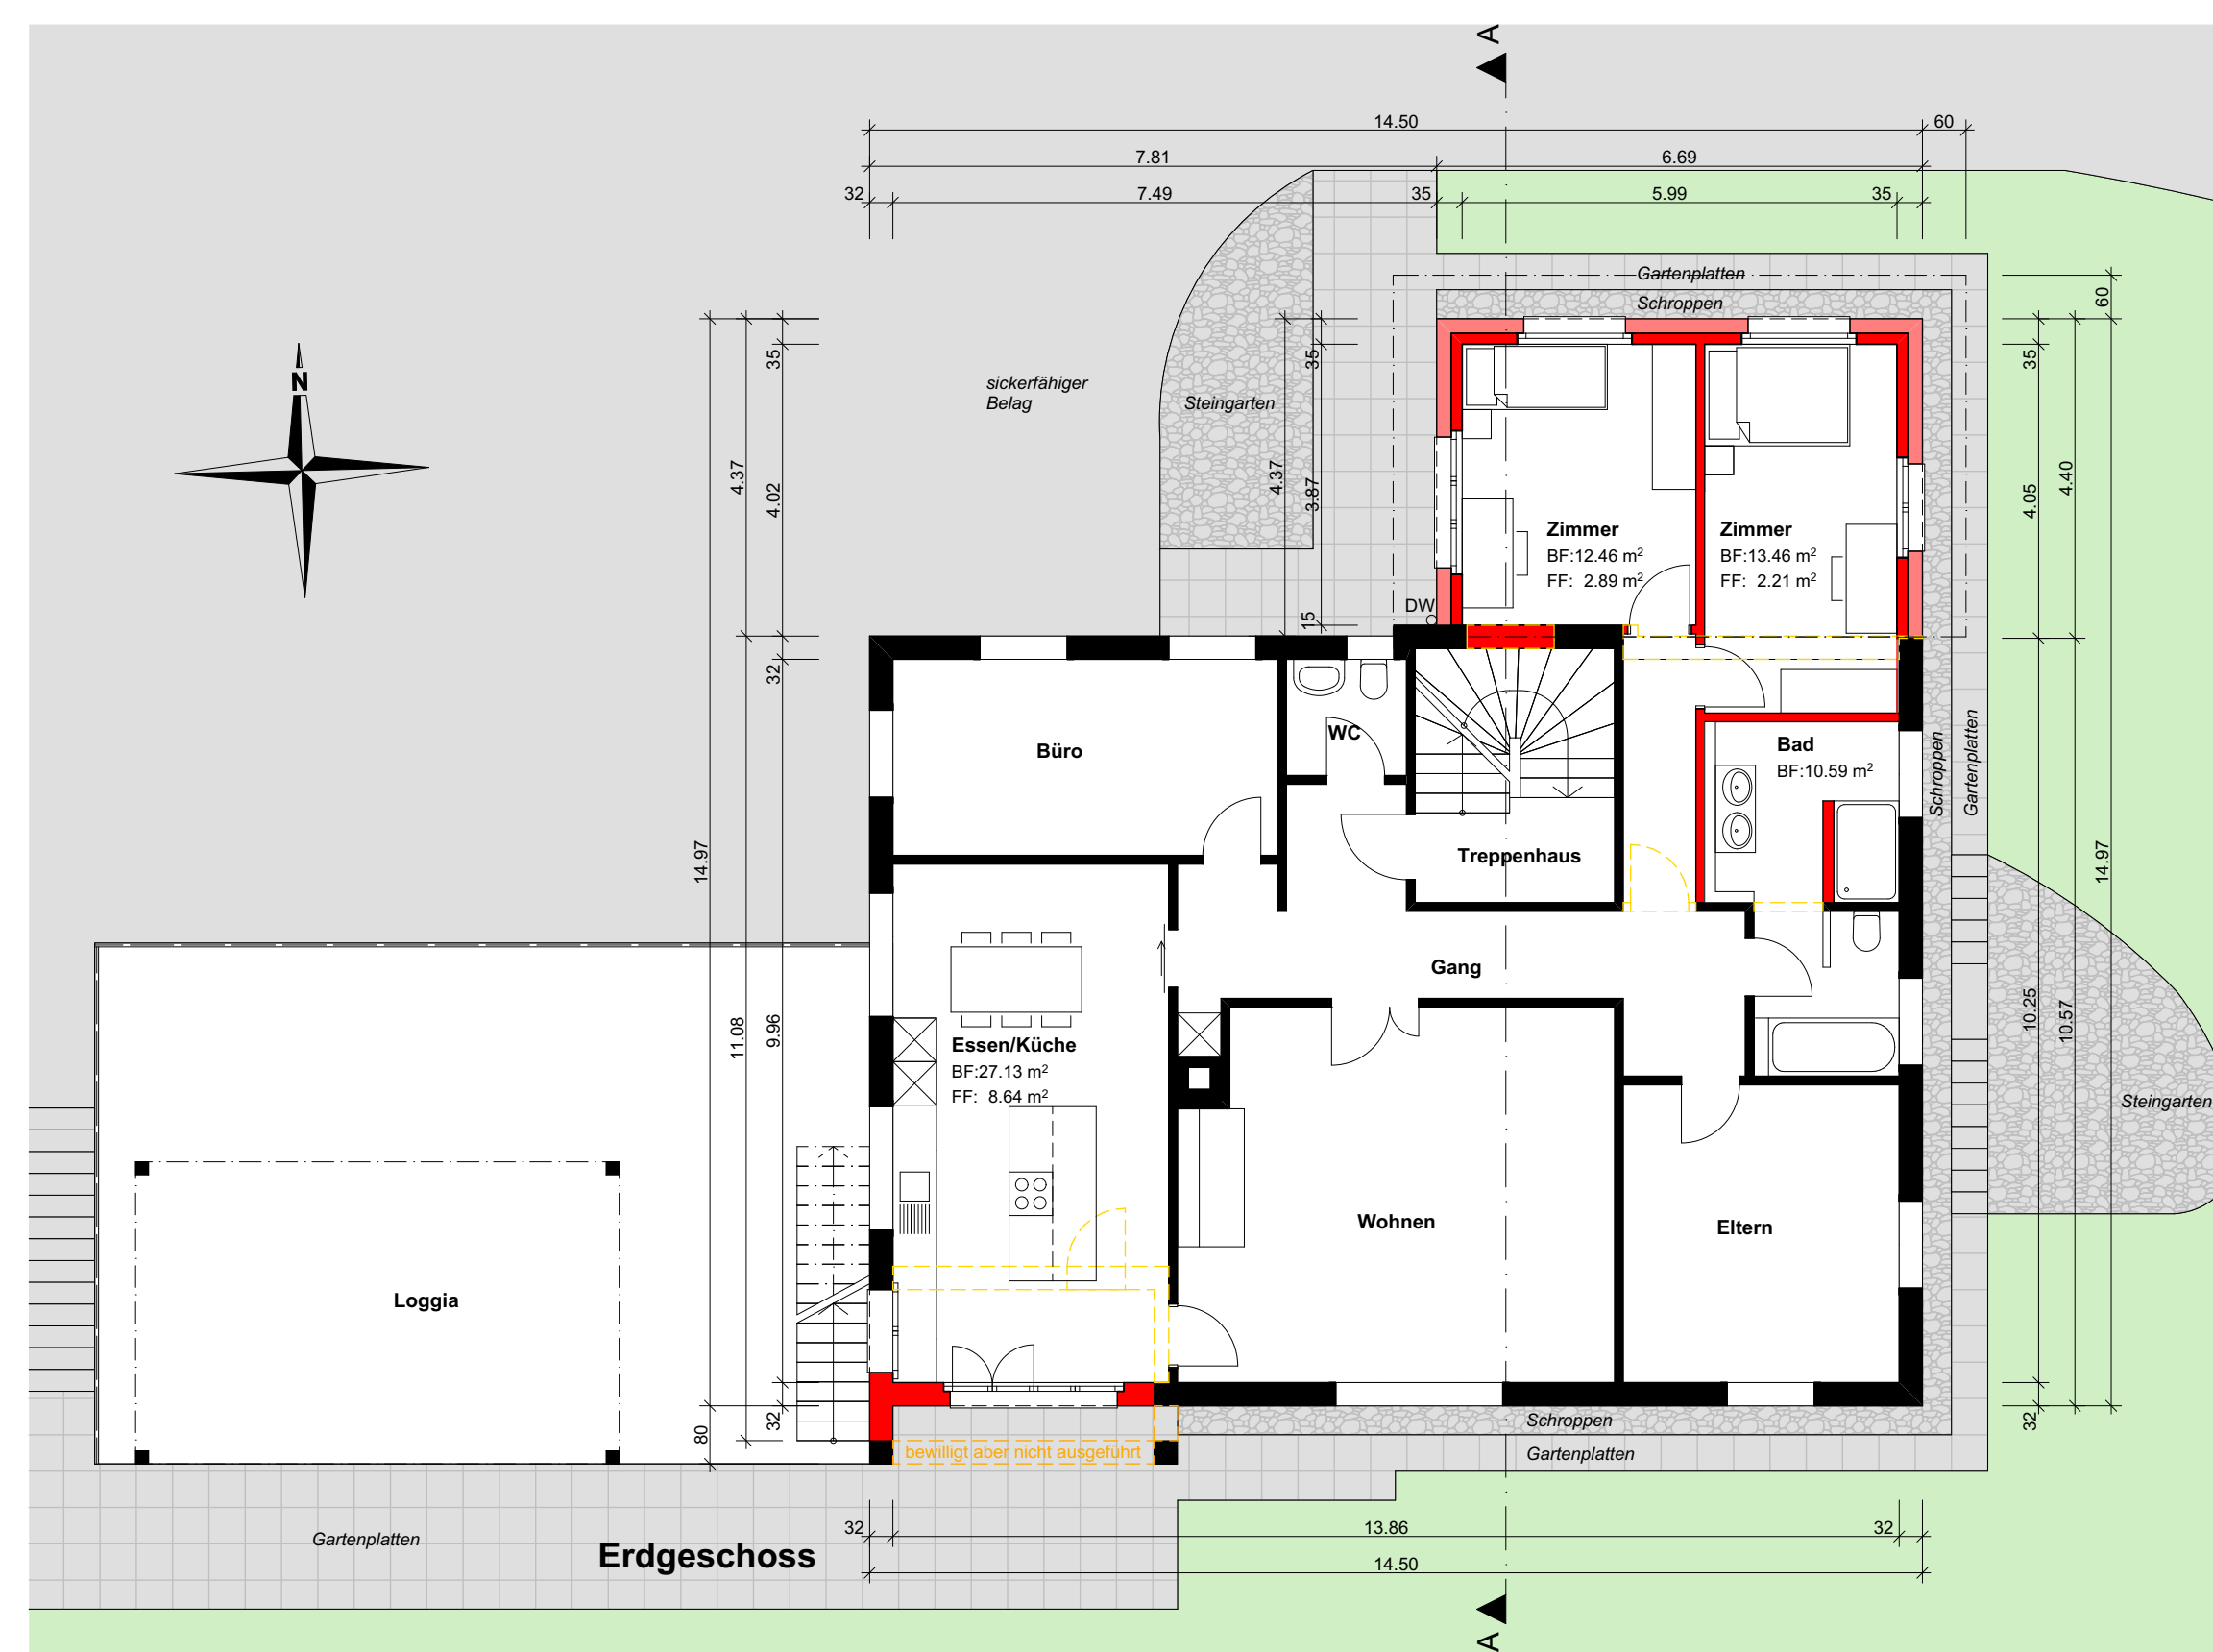 A
14.50
60
7.81
6.69
32
7.49
35
5.99
35
Gartenplatten
Schroppen
60
N
sickerfähiger
Belag
Steingarten
35
4.37
4.02
35
4.37
3.87
35
4.40
4.05
Zimmer
BF:12.46 m²
FF: 2.89 m²
Zimmer
BF:13.46 m²
FF: 2.21 m²
DW
15
32
Büro
WC
Bad
BF:10.59 m²
Schroppen
Gartenplatten
Treppenhaus
14.97
14.97
Gang
11.08
9.96
10.25
10.57
Essen/Küche
BF:27.13 m²
FF: 8.64 m²
Steingarten
Wohnen
Eltern
Loggia
80
32
32
Schroppen
bewilligt aber nicht ausgeführt
Gartenplatten
Gartenplatten
Erdgeschoss
32
13.86
32
14.50
A